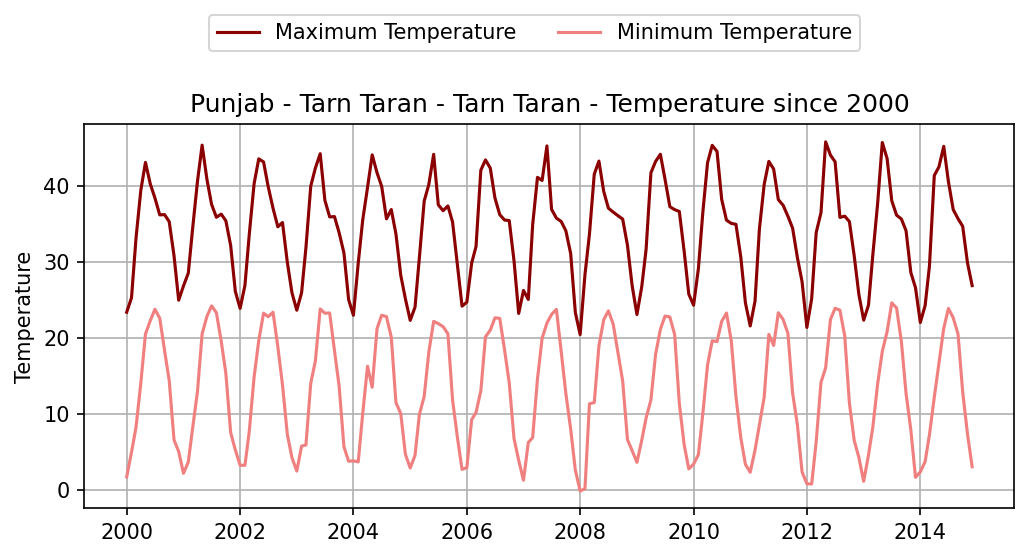 Maximum Temperature Minimum Temperature
Punjab - Tarn Taran - Tarn Taran - Temperature since 2000
Temperature
40
30
20
10
0
2000 2002 2004 2006 2008 2010 2012 2014